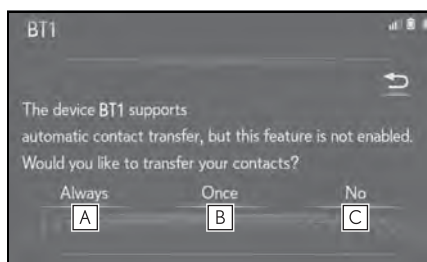 BT1
The device BT1 supports
automatic contact transfer, but this feature is not enabled.
Would you like to transfer your contacts?
Always Once No
A B C